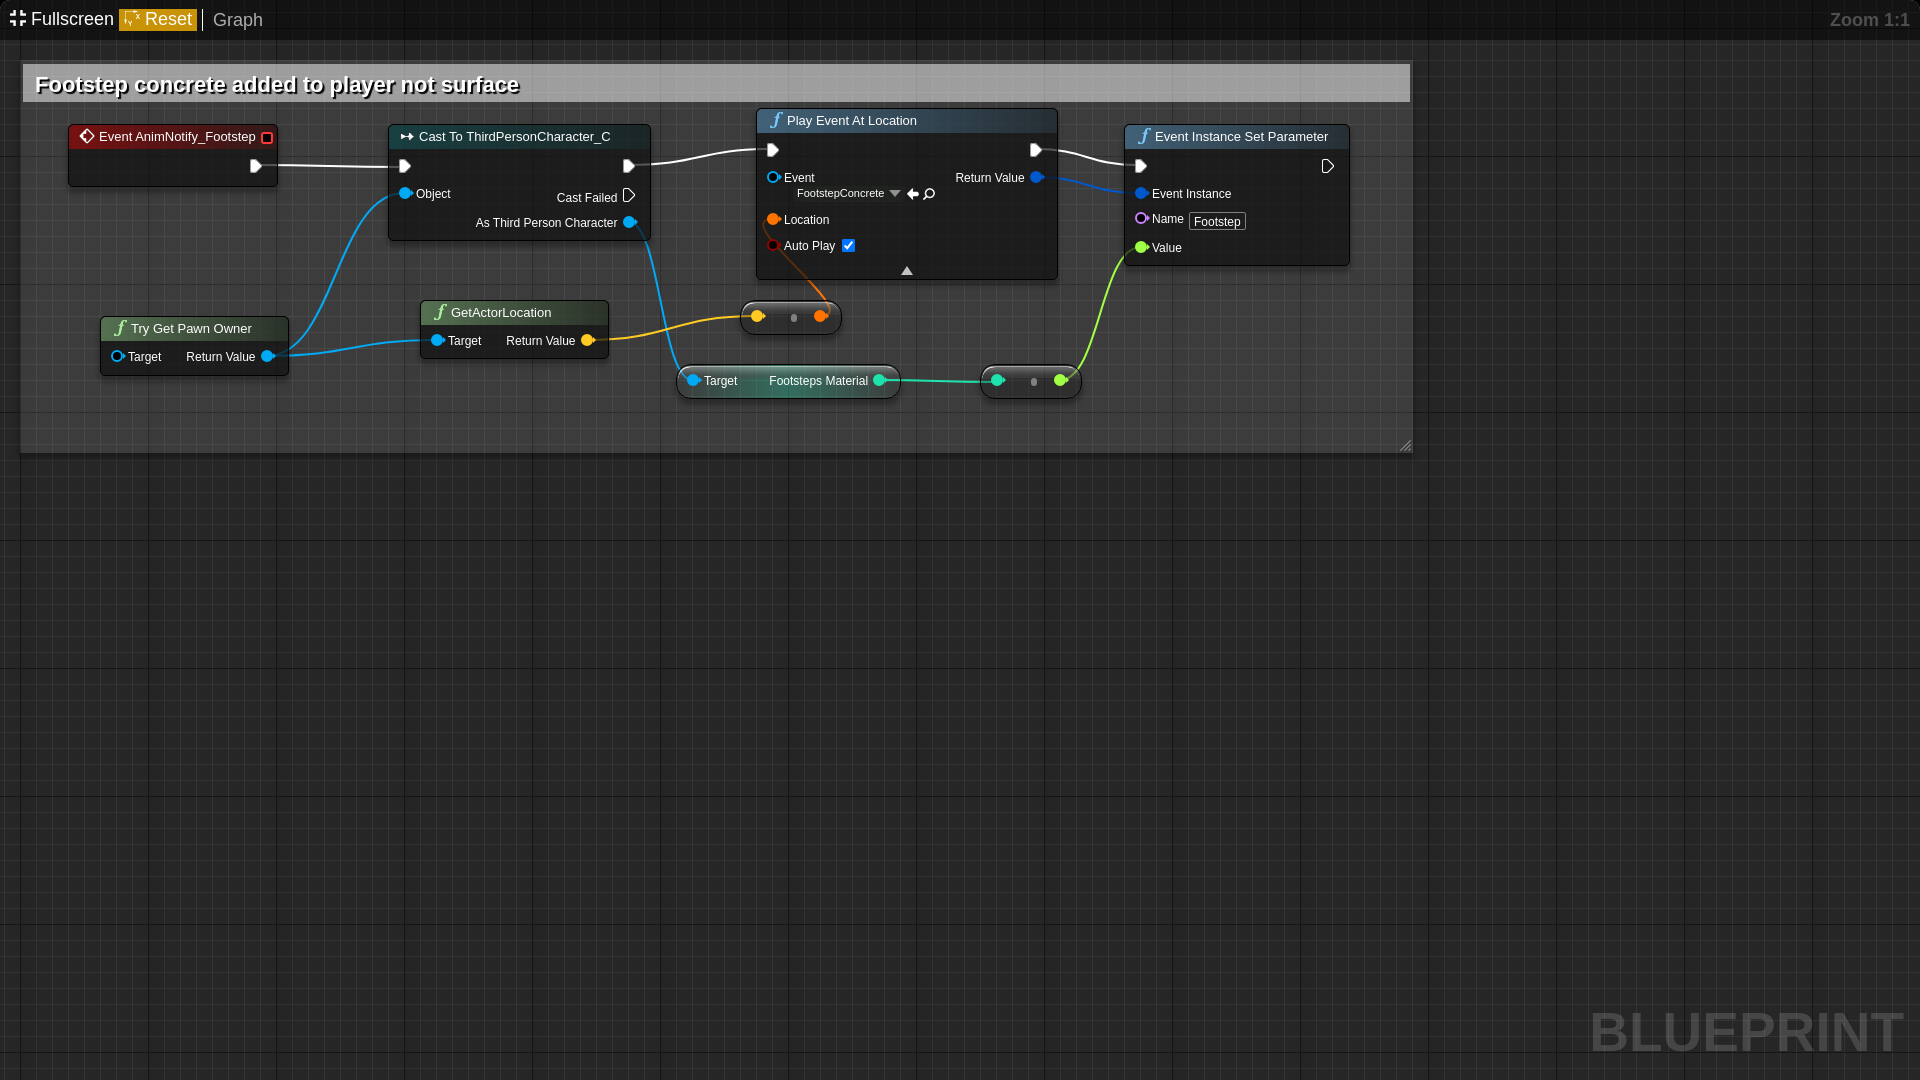 Fullscreen Reset Graph Zoom 1:1
Footstep concrete added to player not surface
Event AnimNotify_Footstep
Cast To ThirdPersonCharacter_C
Object
Cast Failed
As Third Person Character
Play Event At Location
Event
Return Value
FootstepConcrete
Location
Auto Play
Event Instance Set Parameter
Event Instance
Name Footstep
Value
Try Get Pawn Owner
Target Return Value
GetActorLocation
Target Return Value
Target Footsteps Material
BLUEPRINT